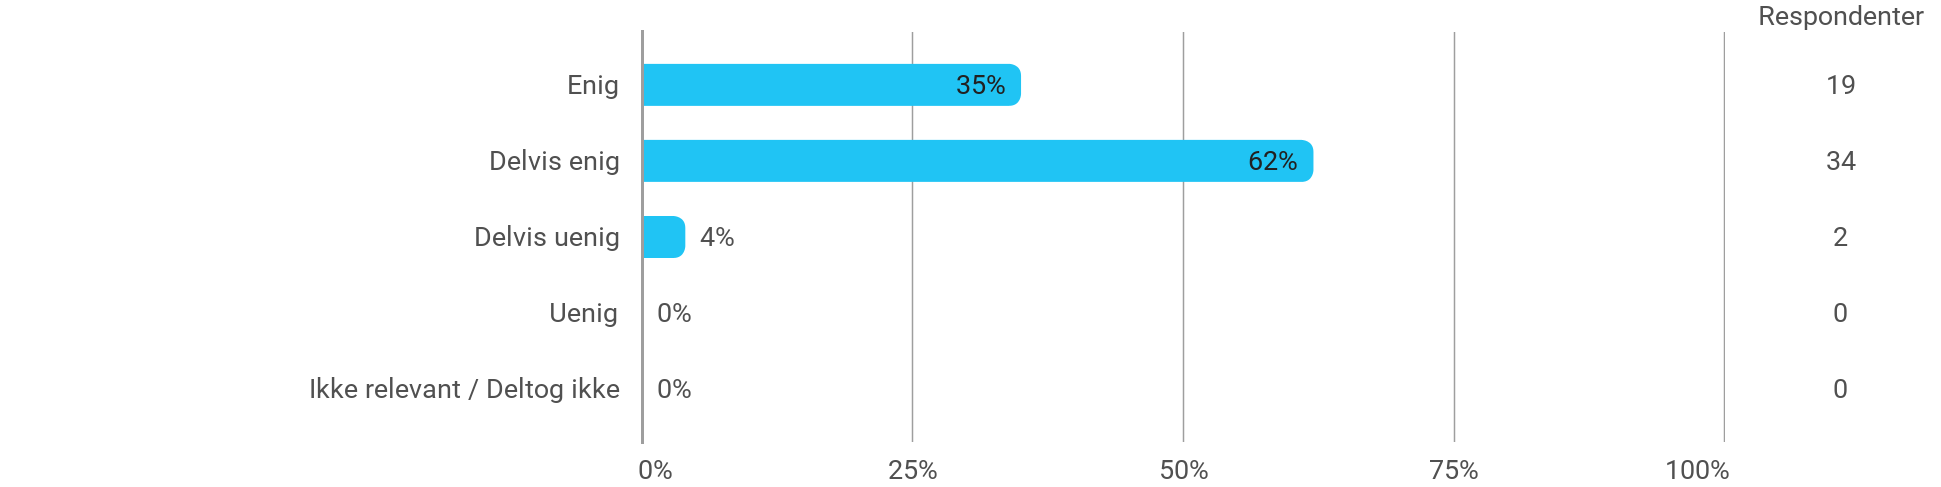 Respondenter
Enig 35% 19
Delvis enig 62% 34
Delvis uenig 4% 2
Uenig 0% 0
Ikke relevant / Deltog ikke 0% 0
0% 25% 50% 75% 100%